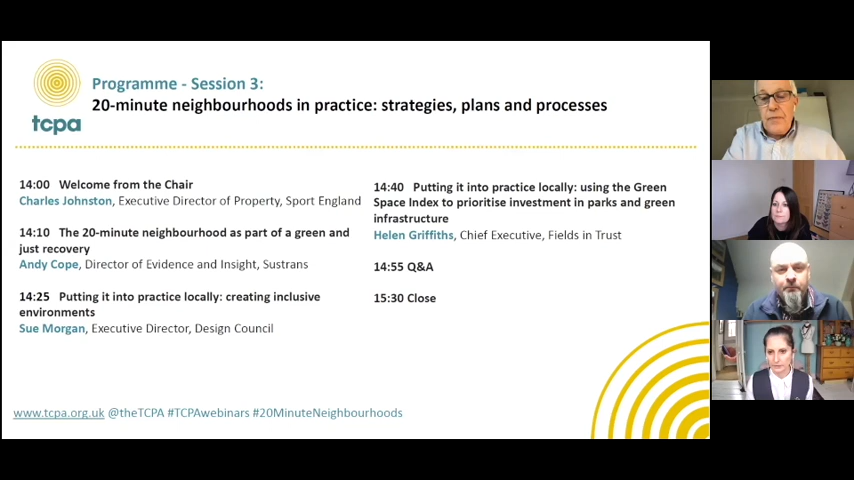 Programme - Session 3:
20-minute neighbourhoods in practice: strategies, plans and processes
tcpa
14:00 Welcome from the Chair
Charles Johnston, Executive Director of Property, Sport England
14:10 The 20-minute neighbourhood as part of a green and
just recovery
Andy Cope, Director of Evidence and Insight, Sustrans
14:25 Putting it into practice locally: creating inclusive
environments
Sue Morgan, Executive Director, Design Council
14:40 Putting it into practice locally: using the Green
Space Index to prioritise investment in parks and green
infrastructure
Helen Griffiths, Chief Executive, Fields in Trust
14:55 Q&A
15:30 Close
www.tcpa.org.uk @theTCPA #TCPAwebinars #20MinuteNeighbourhoods